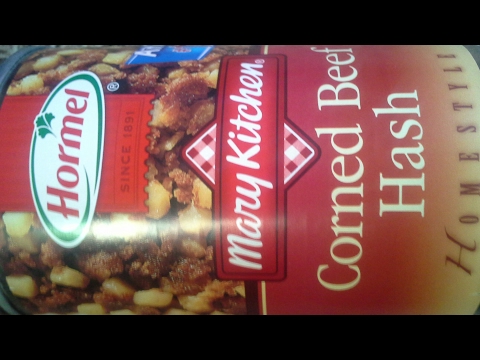 Hormel
SINCE 1891
Mary Kitchen®
Corned Beef
Hash
HOMESTYLE